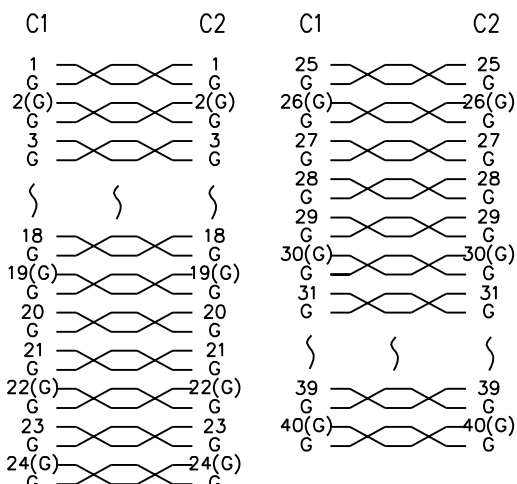 C1 C2
1 1
G G
2(G) 2(G)
G G
3 3
G G
18 18
G G
19(G) 19(G)
G G
20 20
G G
21 21
G G
22(G) 22(G)
G G
23 23
G G
24(G) 24(G)
G G
C1 C2
25 25
G G
26(G) 26(G)
G G
27 27
G G
28 28
G G
29 29
G G
30(G) 30(G)
G G
31 31
G G
39 39
G G
40(G) 40(G)
G G